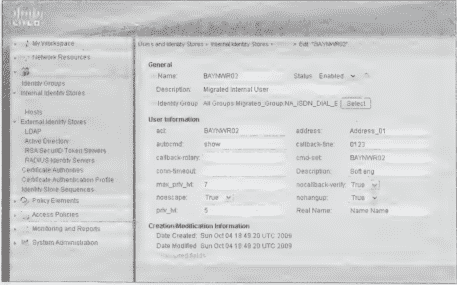 CISCO
My Workspace
Network Resources
Identity Groups
Internal Identity Stores
Hosts
External Identity Stores
LDAP
Active Directory
RSA SecurID Token Servers
RADIUS Identity Servers
Certificate Authorities
Certificate Authentication Profile
Identity Store Sequences
Policy Elements
Access Policies
Monitoring and Reports
System Administration
Users and Identity Stores > Internal Identity Stores > > Edit: "BAYNWR02"
General
Name: BAYNWR02 Status: Enabled
Description: Migrated Internal User
Identity Group: All Groups:Migrated_Group:NA_ISDN_DIAL_E Select
User Information
acl: BAYNWR02 address: Address_01
autocmd: show callback-line: 0123
callback-rotary: cmd-set: BAYNWR02
conn-timeout: Description:
max_priv_lvl: 7 nocallback-verify: True
noescape: True nohangup: True
priv_lvl: 5 Real Name: Name Name
Creation/Modification Information
Date Created: Sun Oct 04 18:49:20 UTC 2009
Date Modified: Sun Oct 04 18:49:20 UTC 2009